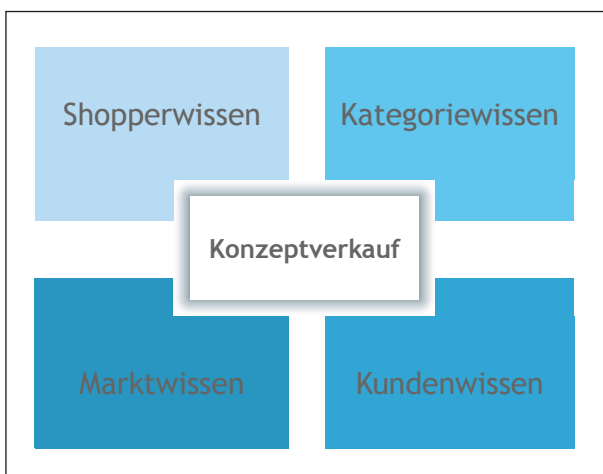 Shopperwissen
Kategoriewissen
Konzeptverkauf
Marktwissen
Kundenwissen